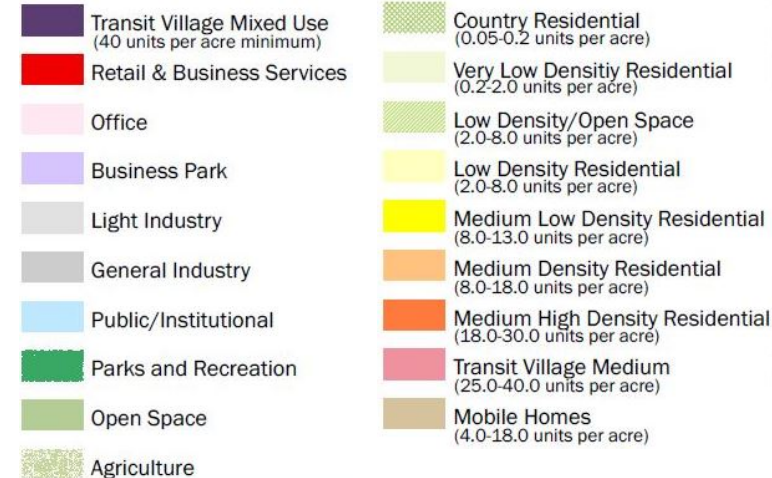 Transit Village Mixed Use
(40 units per acre minimum)
Retail & Business Services
Office
Business Park
Light Industry
General Industry
Public/Institutional
Parks and Recreation
Open Space
Agriculture
Country Residential
(0.05-0.2 units per acre)
Very Low Densitiy Residential
(0.2-2.0 units per acre)
Low Density/Open Space
(2.0-8.0 units per acre)
Low Density Residential
(2.0-8.0 units per acre)
Medium Low Density Residential
(8.0-13.0 units per acre)
Medium Density Residential
(8.0-18.0 units per acre)
Medium High Density Residential
(18.0-30.0 units per acre)
Transit Village Medium
(25.0-40.0 units per acre)
Mobile Homes
(4.0-18.0 units per acre)